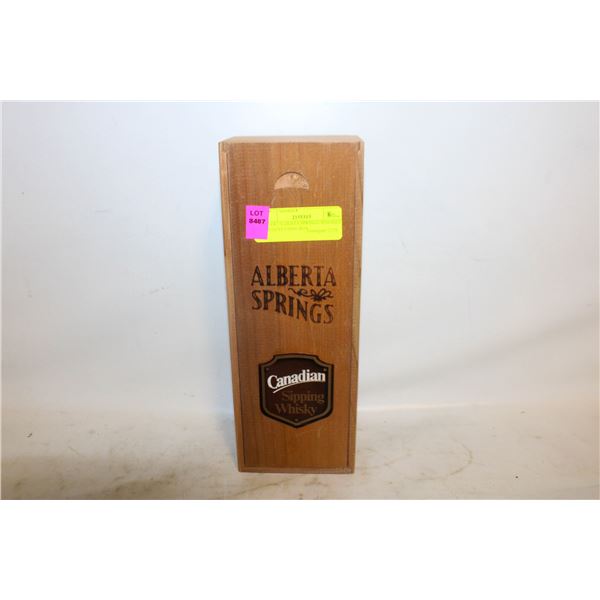 LOT
8487
ALBERTA
SPRINGS
Canadian
Sipping
Whisky